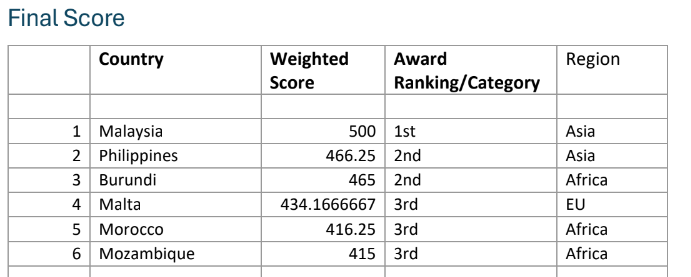 Final Score
Country Weighted Score Award Ranking/Category Region
1 Malaysia 500 1st Asia
2 Philippines 466.25 2nd Asia
3 Burundi 465 2nd Africa
4 Malta 434.1666667 3rd EU
5 Morocco 416.25 3rd Africa
6 Mozambique 415 3rd Africa